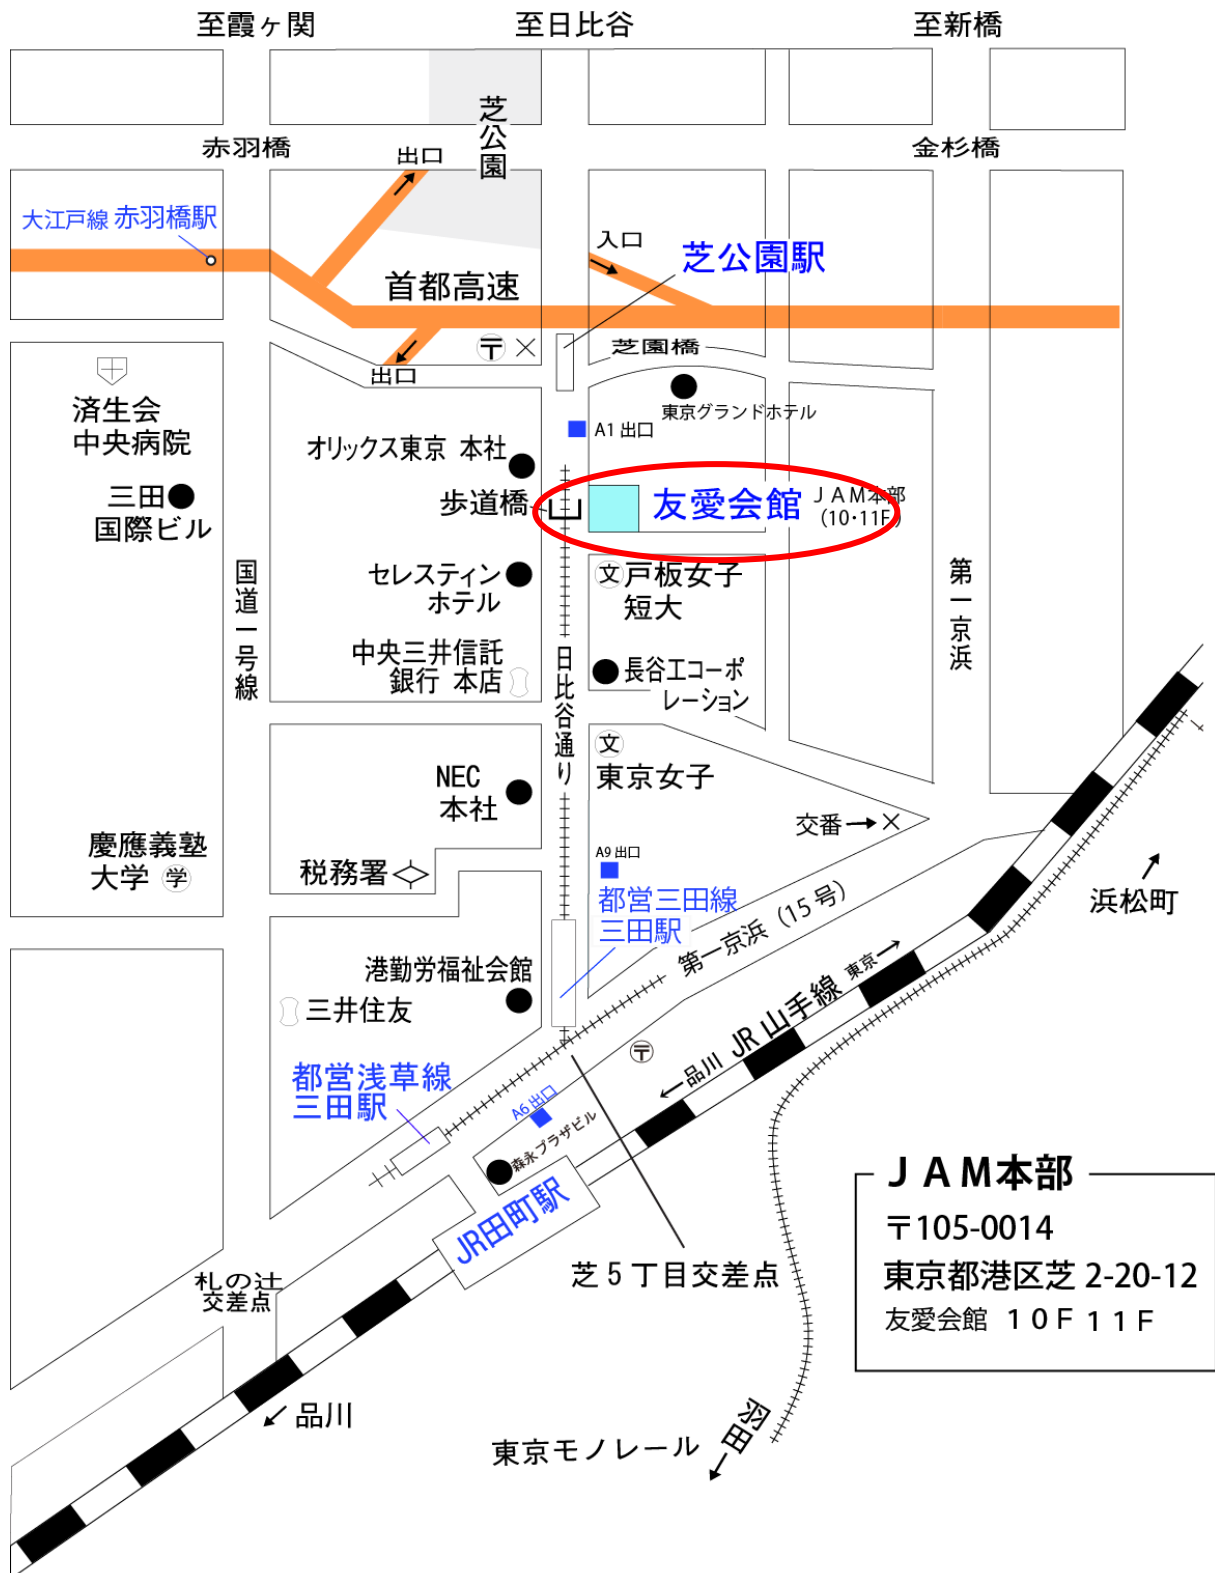 至霞ヶ関
至日比谷
至新橋
芝公園
赤羽橋
出口
金杉橋
大江戸線 赤羽橋駅
入口
芝公園駅
首都高速
〒
芝園橋
出口
済生会
中央病院
東京グランドホテル
A1 出口
オリックス東京 本社
三田
国際ビル
歩道橋
友愛会館
ＪＡＭ本部
(10・11F)
国道一号線
セレスティン
ホテル
文 戸板女子
短大
第一京浜
中央三井信託
銀行 本店
日比谷通り
長谷工コーポ
レーション
文
東京女子
NEC
本社
交番→
慶應義塾
大学 学
税務署
A9 出口
都営三田線
三田駅
浜松町
第一京浜（15号）
港勤労福祉会館
三井住友
東京→
JR 山手線
←品川
〒
都営浅草線
三田駅
A6 出口
森永プラザビル
JR田町駅
芝５丁目交差点
札の辻
交差点
品川
東京モノレール
羽田
ＪＡＭ本部
〒105-0014
東京都港区芝 2-20-12
友愛会館 １０Ｆ１１Ｆ